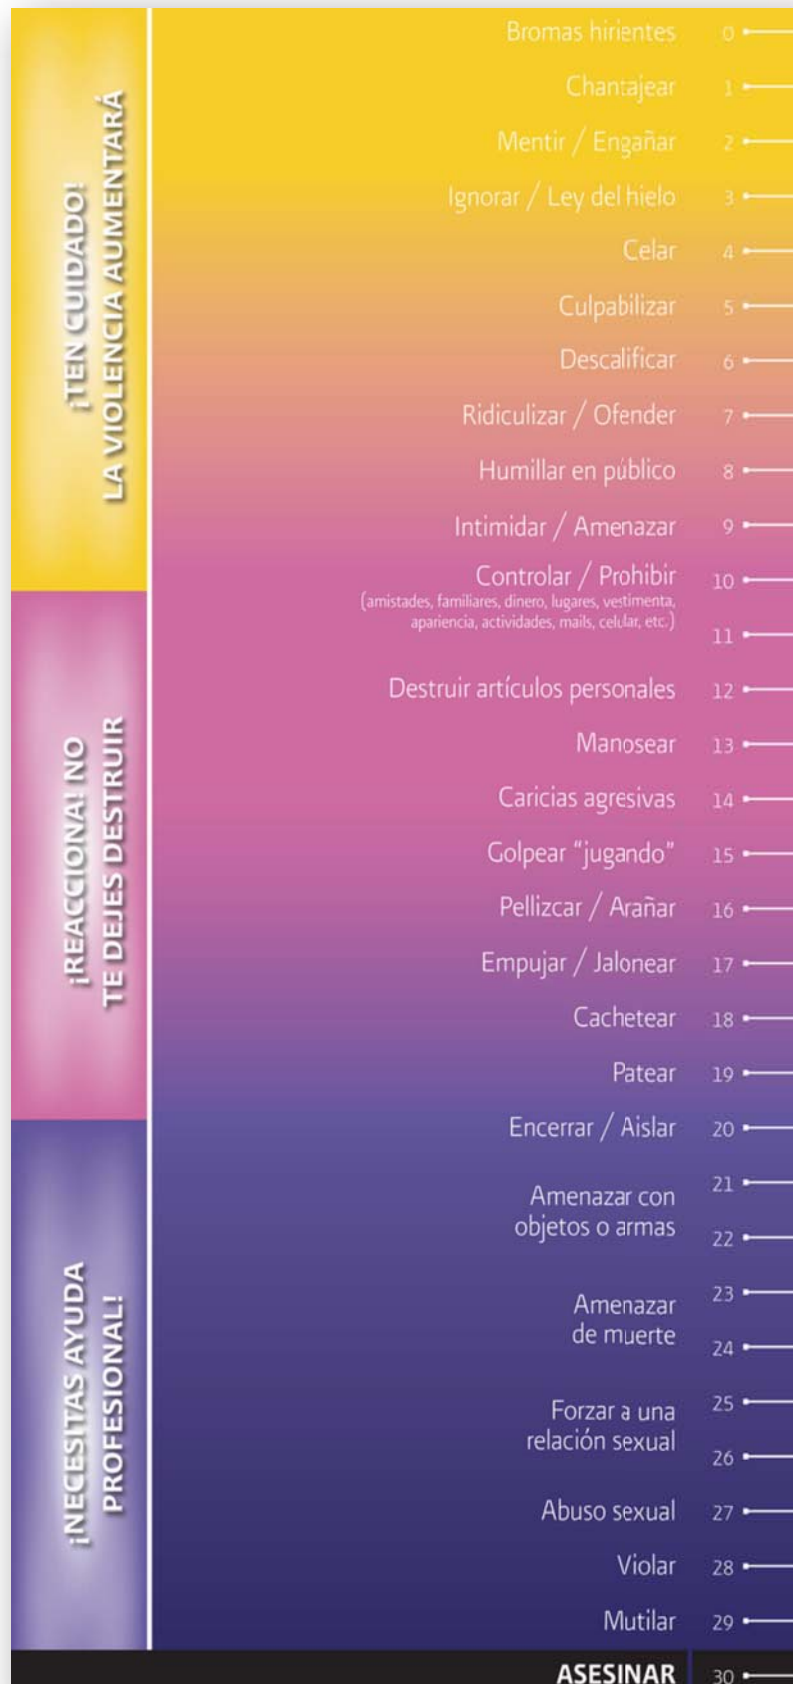 ¡TEN CUIDADO!
LA VIOLENCIA AUMENTARÁ
Bromas hirientes 0
Chantajear 1
Mentir / Engañar 2
Ignorar / Ley del hielo 3
Celar 4
Culpabilizar 5
Descalificar 6
Ridiculizar / Ofender 7
Humillar en público 8
Intimidar / Amenazar 9
¡REACCIONA! NO
TE DEJES DESTRUIR
Controlar / Prohibir 10
(amistades, familiares, dinero, lugares, vestimenta,
apariencia, actividades, mails, celular, etc.)
11
Destruir artículos personales 12
Manosear 13
Caricias agresivas 14
Golpear “jugando” 15
Pellizcar / Arañar 16
Empujar / Jalonear 17
Cachetear 18
Patear 19
¡NECESITAS AYUDA
PROFESIONAL!
Encerrar / Aislar 20
21
Amenazar con
objetos o armas
22
23
Amenazar
de muerte
24
25
Forzar a una
relación sexual
26
Abuso sexual 27
Violar 28
Mutilar 29
ASESINAR 30